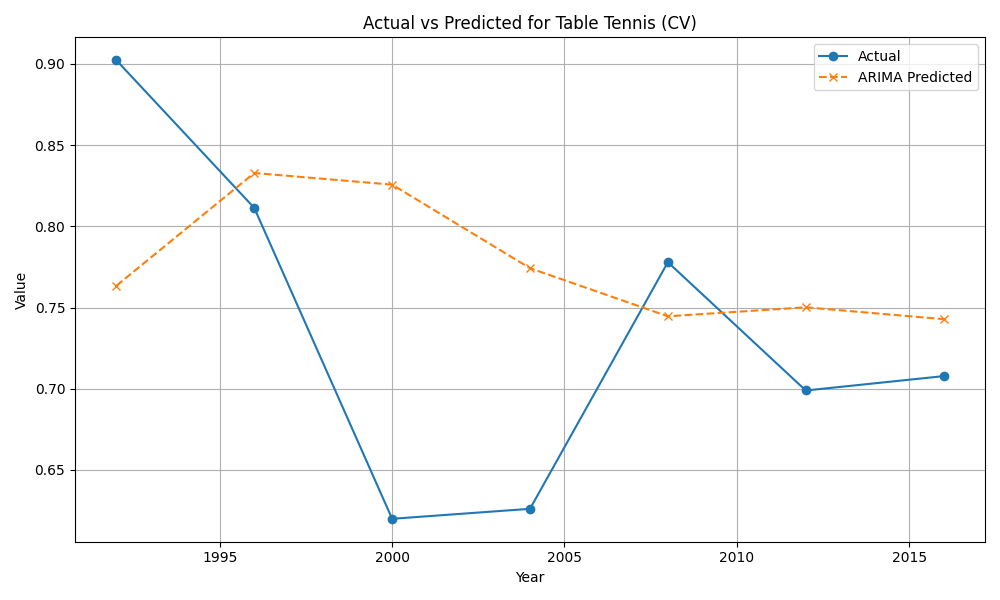 Actual vs Predicted for Table Tennis (CV)
Actual
ARIMA Predicted
Value
0.90
0.85
0.80
0.75
0.70
0.65
1995 2000 2005 2010 2015
Year